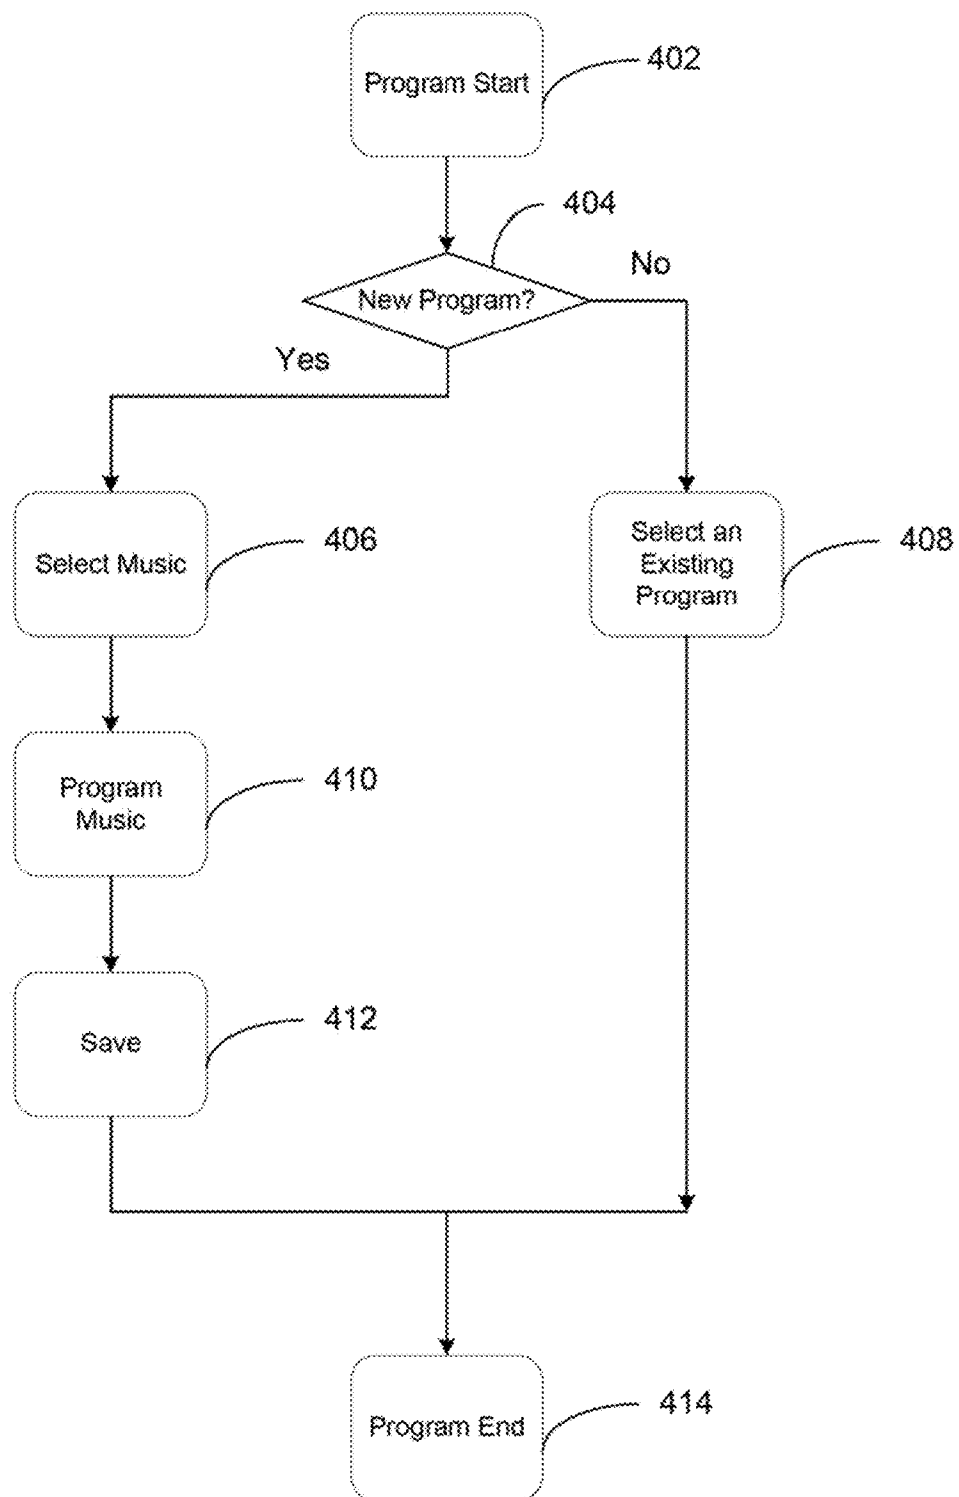 Program Start
402
404
New Program?
No
Yes
Select Music
406
Select an
Existing
Program
408
Program
Music
410
Save
412
Program End
414